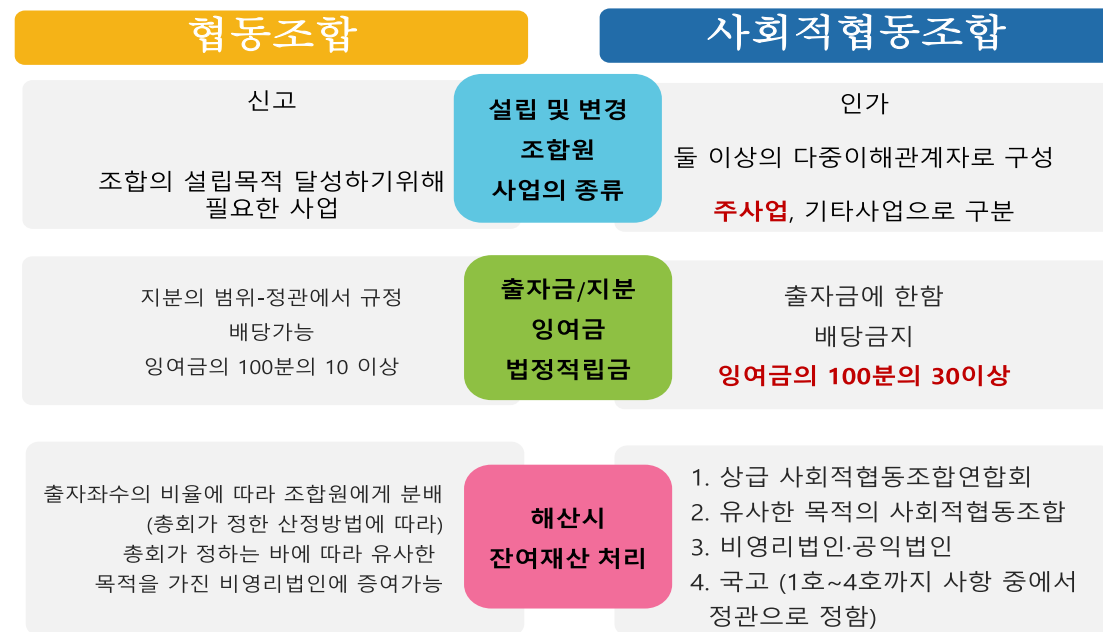 협동조합
사회적협동조합
신고
조합의 설립목적 달성하기위해
필요한 사업
설립 및 변경
조합원
사업의 종류
인가
둘 이상의 다중이해관계자로 구성
주사업, 기타사업으로 구분
지분의 범위-정관에서 규정
배당가능
잉여금의 100분의 10 이상
출자금/지분
잉여금
법정적립금
출자금에 한함
배당금지
잉여금의 100분의 30이상
출자좌수의 비율에 따라 조합원에게 분배
(총회가 정한 산정방법에 따라)
총회가 정하는 바에 따라 유사한
목적을 가진 비영리법인에 증여가능
해산시
잔여재산 처리
1. 상급 사회적협동조합연합회
2. 유사한 목적의 사회적협동조합
3. 비영리법인·공익법인
4. 국고 (1호~4호까지 사항 중에서
정관으로 정함)